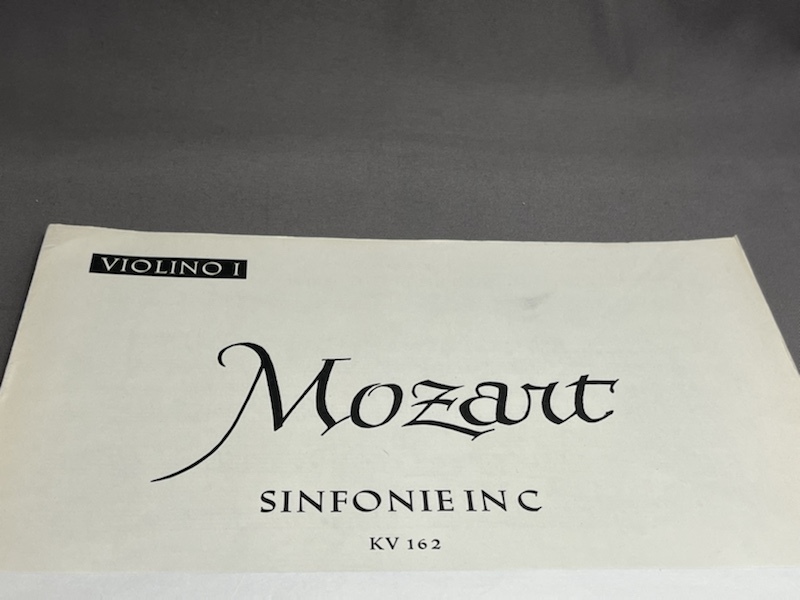 VIOLINO I
Mozart
SINFONIE IN C
KV 162